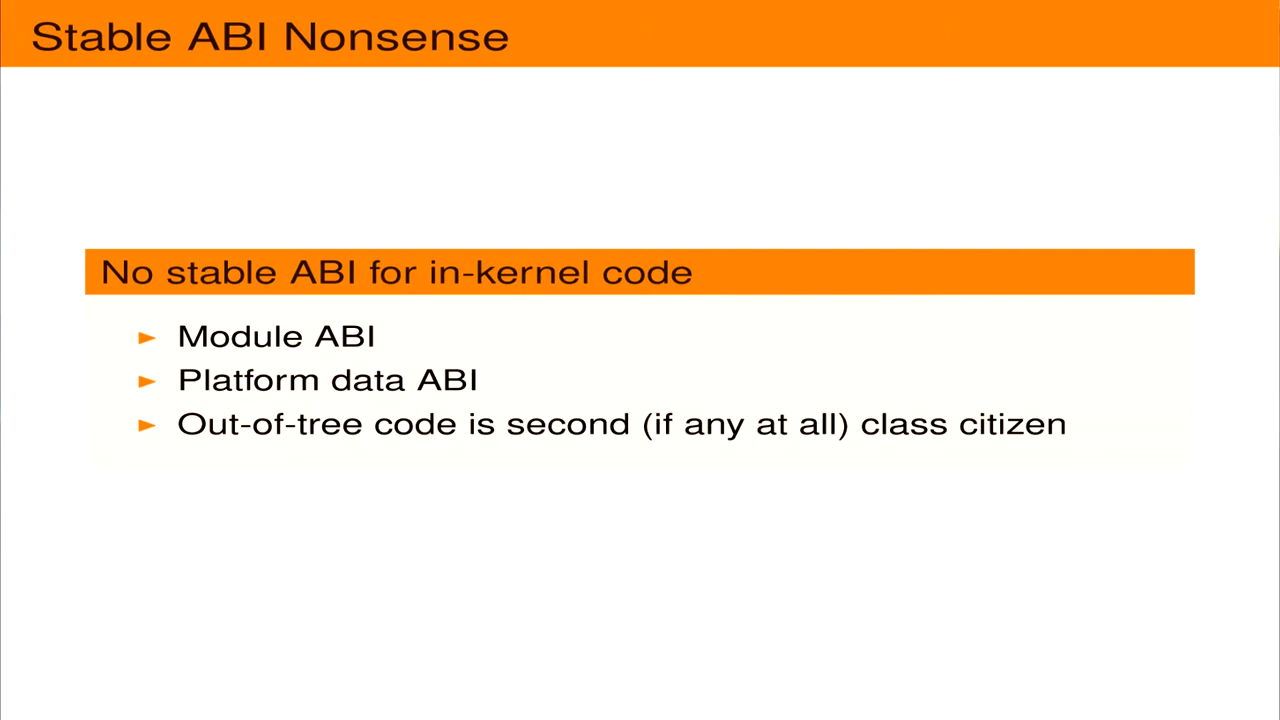 Stable ABI Nonsense
No stable ABI for in-kernel code
Module ABI
Platform data ABI
Out-of-tree code is second (if any at all) class citizen